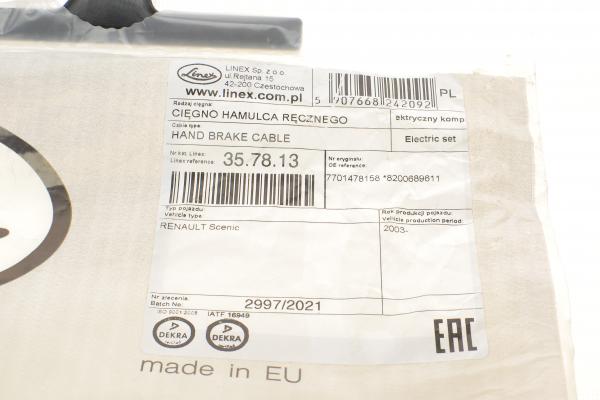 Linex
LINEX Sp. z o.o.
ul.Rejtana 15
42-200 Częstochowa
www.linex.com.pl
5 907668 242092
PL
Rodzaj cięgna:
CIĘGNO HAMULCA RĘCZNEGO
Cable type
HAND BRAKE CABLE
ektryczny komp
Electric set
Nr kat. Linex:
Linex reference:
35.78.13
Nr oryginału:
OE reference:
7701478158 *8200689611
Typ pojazdu:
Vehicle type
RENAULT Scenic
Rok Produkcji pojazdu:
Vehicle production period:
2003-
Nr zlecenia:
Batch No:
2997/2021
ISO 9001:2008
IATF 16949
DEKRA
DEKRA
EAC
made in EU